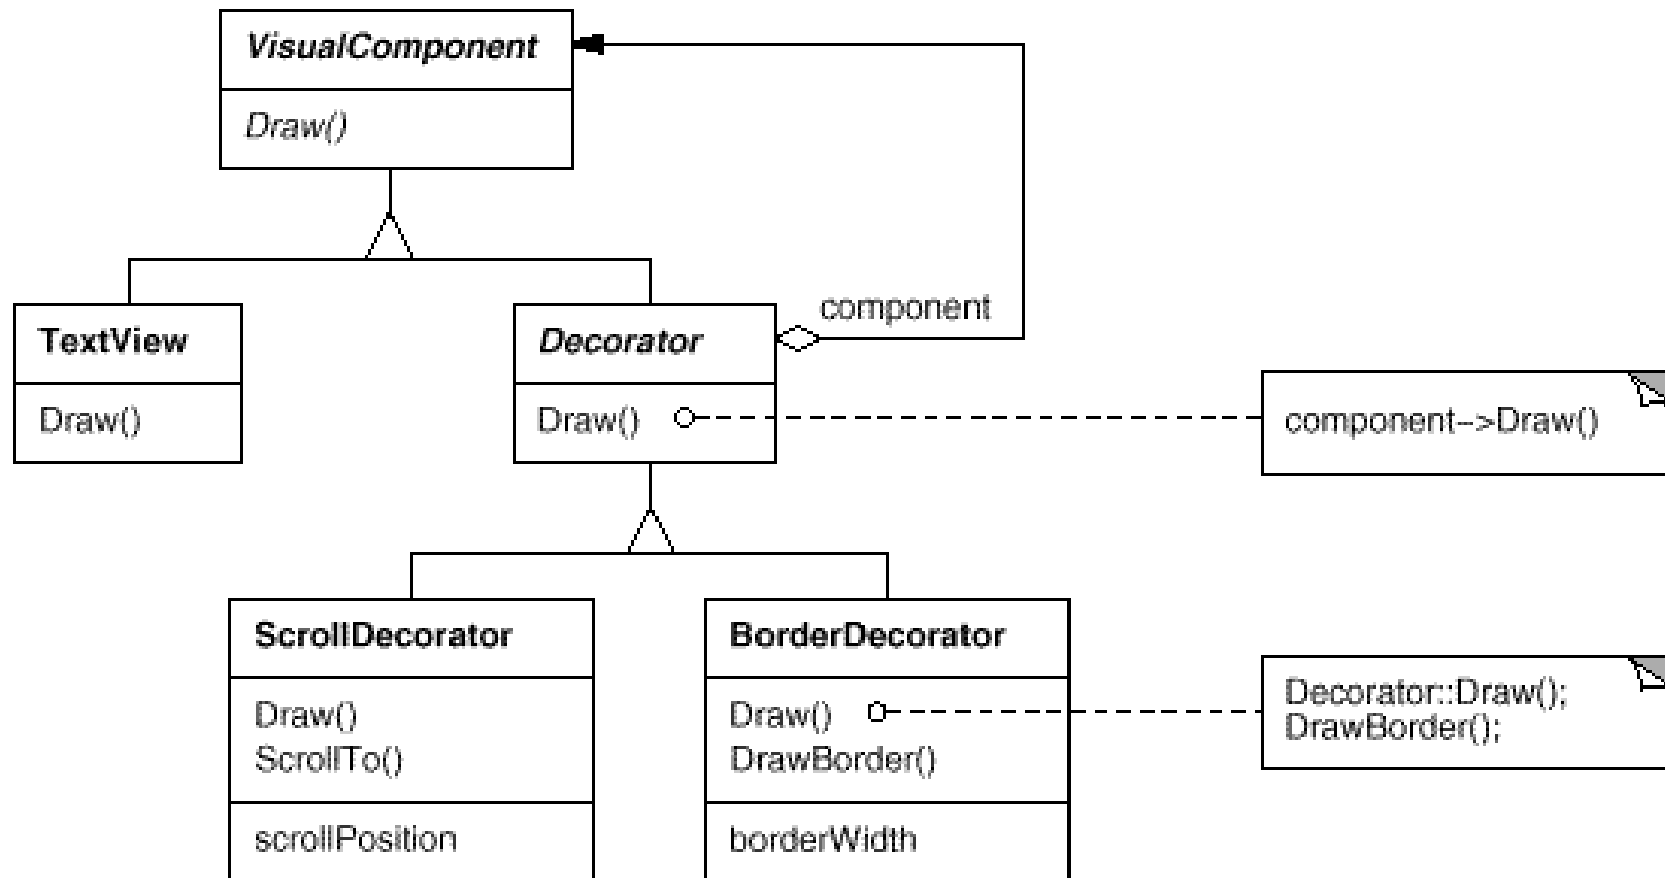 VisualComponent
Draw()
component
TextView
Draw()
Decorator
Draw()
component->Draw()
ScrollDecorator
Draw()
ScrollTo()
scrollPosition
BorderDecorator
Draw()
DrawBorder()
borderWidth
Decorator::Draw();
DrawBorder();